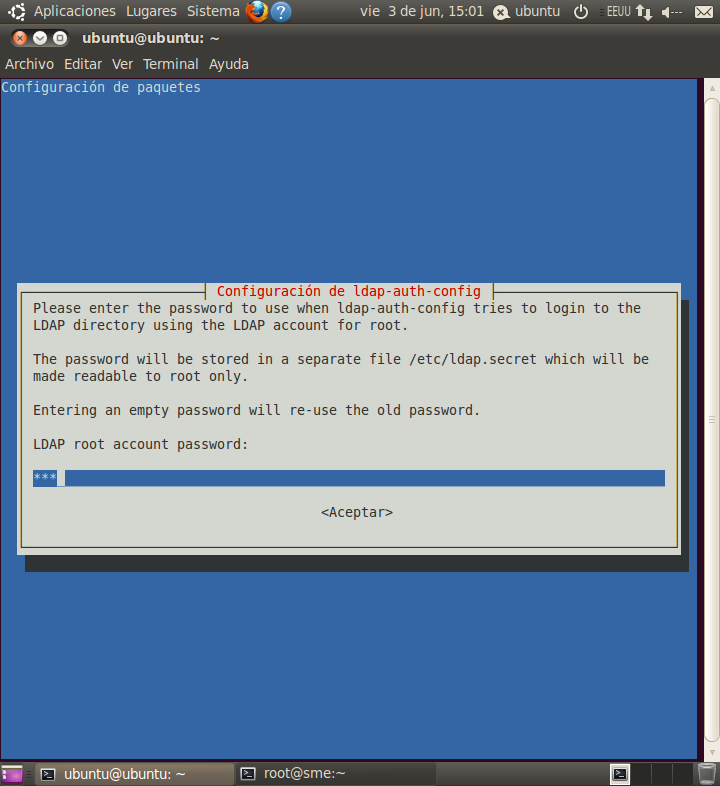 Aplicaciones Lugares Sistema ? vie 3 de jun, 15:01 ubuntu EEUU
ubuntu@ubuntu: ~
Archivo Editar Ver Terminal Ayuda
Configuración de paquetes
Configuración de ldap-auth-config
Please enter the password to use when ldap-auth-config tries to login to the
LDAP directory using the LDAP account for root.
The password will be stored in a separate file /etc/ldap.secret which will be
made readable to root only.
Entering an empty password will re-use the old password.
LDAP root account password:
***
<Aceptar>
ubuntu@ubuntu: ~ root@sme:~